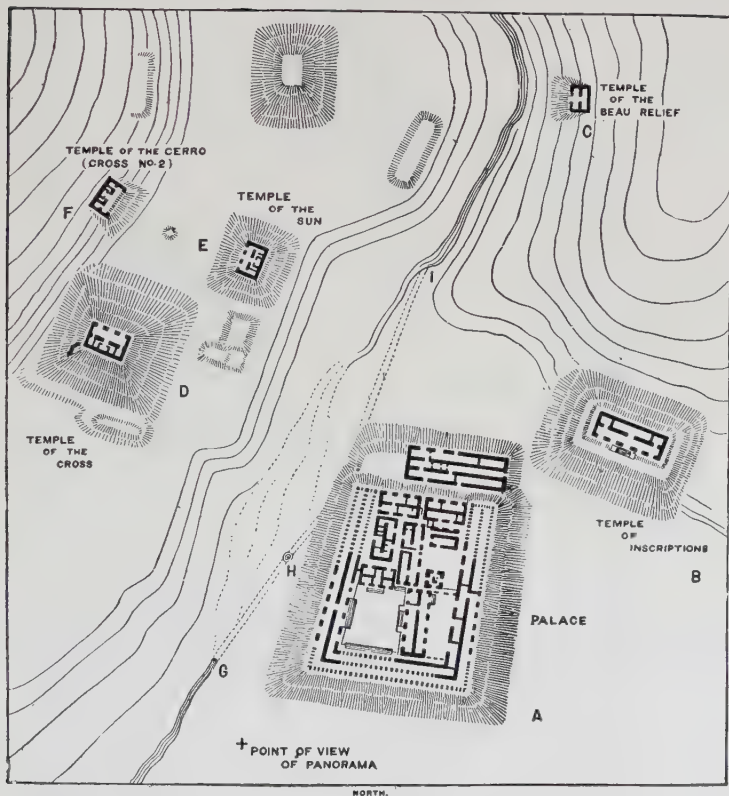 TEMPLE
OF THE
BEAU RELIEF
C
TEMPLE OF THE CERRO
(CROSS NO. 2)
F
TEMPLE
OF THE
SUN
E
I
D
TEMPLE
OF THE
CROSS
TEMPLE
OF
INSCRIPTIONS
B
H
PALACE
G
A
+ POINT OF VIEW
OF PANORAMA
NORTH.